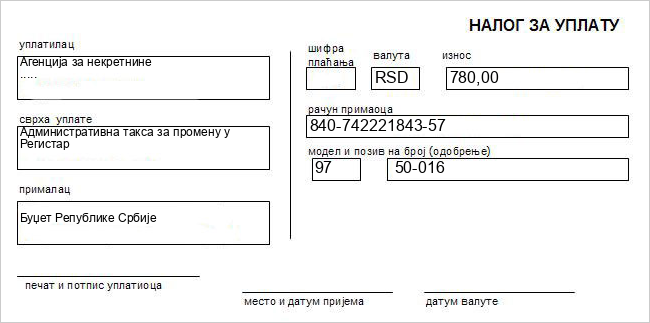 НАЛОГ ЗА УПЛАТУ
уплатилац
Агенција за некретнине
.....
сврха уплате
Административна такса за промену у
Регистар
прималац
Буџет Републике Србије
печат и потпис уплатиоца
шифра
плаћања
валута
RSD
износ
780,00
рачун примаоца
840-742221843-57
модел и позив на број (одобрење)
97
50-016
место и датум пријема
датум валуте